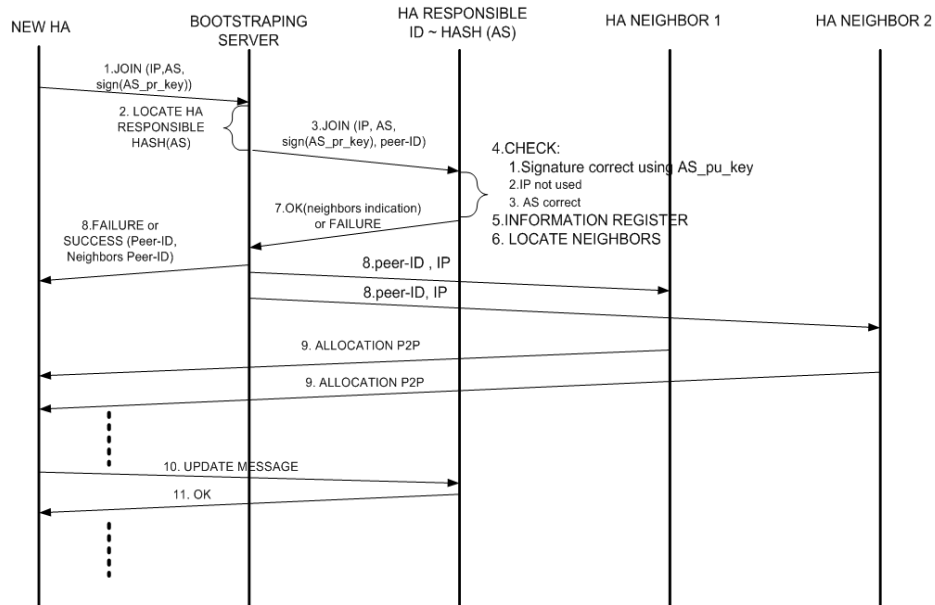 NEW HA
BOOTSTRAPING
SERVER
HA RESPONSIBLE
ID ~ HASH (AS)
HA NEIGHBOR 1
HA NEIGHBOR 2
1.JOIN (IP,AS,
sign(AS_pr_key))
2. LOCATE HA
RESPONSIBLE
HASH(AS)
3.JOIN (IP, AS,
sign(AS_pr_key), peer-ID)
4.CHECK:
1.Signature correct using AS_pu_key
2.IP not used
3. AS correct
5.INFORMATION REGISTER
6. LOCATE NEIGHBORS
7.OK(neighbors indication)
or FAILURE
8.FAILURE or
SUCCESS (Peer-ID,
Neighbors Peer-ID)
8.peer-ID , IP
8.peer-ID, IP
9. ALLOCATION P2P
9. ALLOCATION P2P
10. UPDATE MESSAGE
11. OK